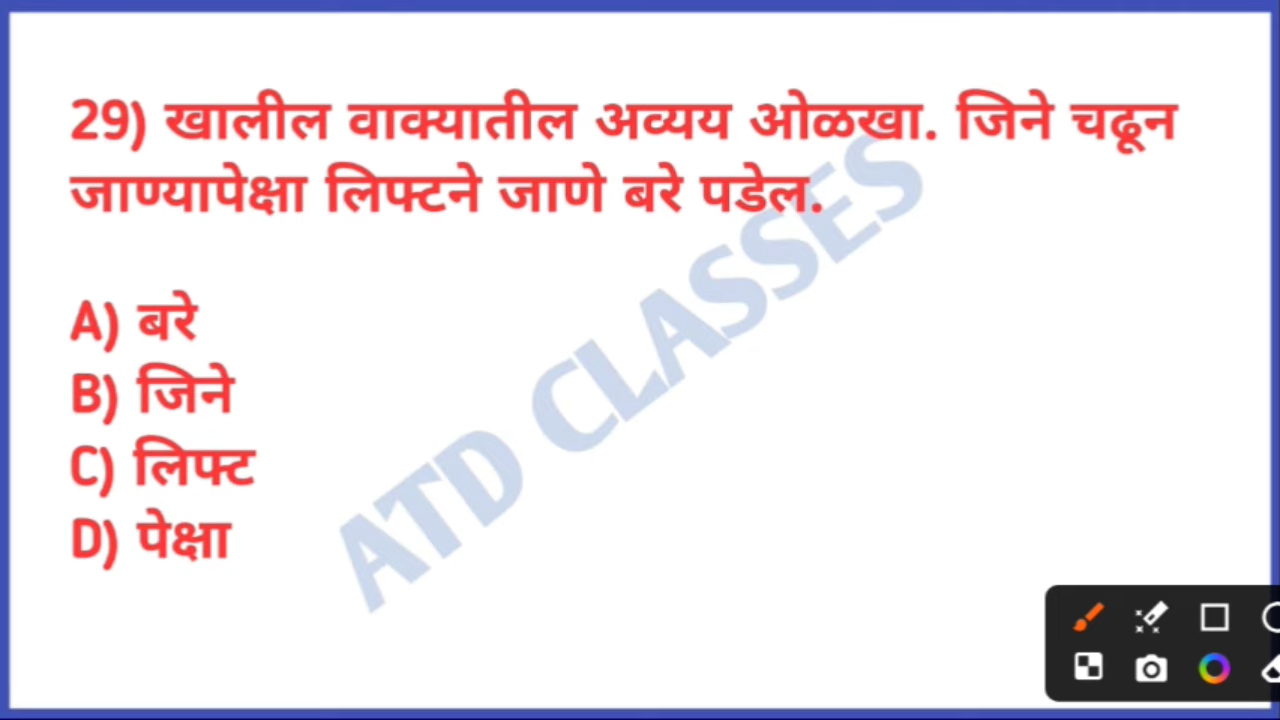 29) खालील वाक्यातील अव्यय ओळखा. जिने चढून
जाण्यापेक्षा लिफ्टने जाणे बरे पडेल.
A) बरे
B) जिने
C) लिफ्ट
D) पेक्षा
ATD CLASSES